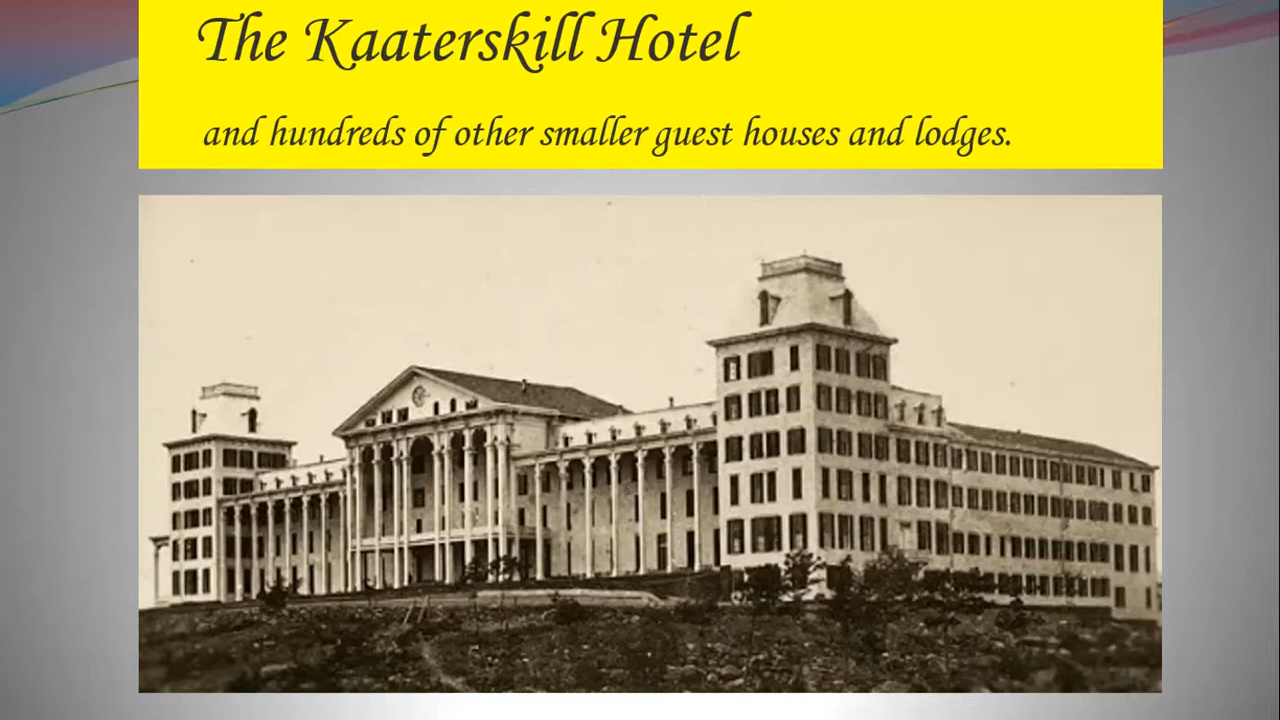 The Kaaterskill Hotel
and hundreds of other smaller guest houses and lodges.